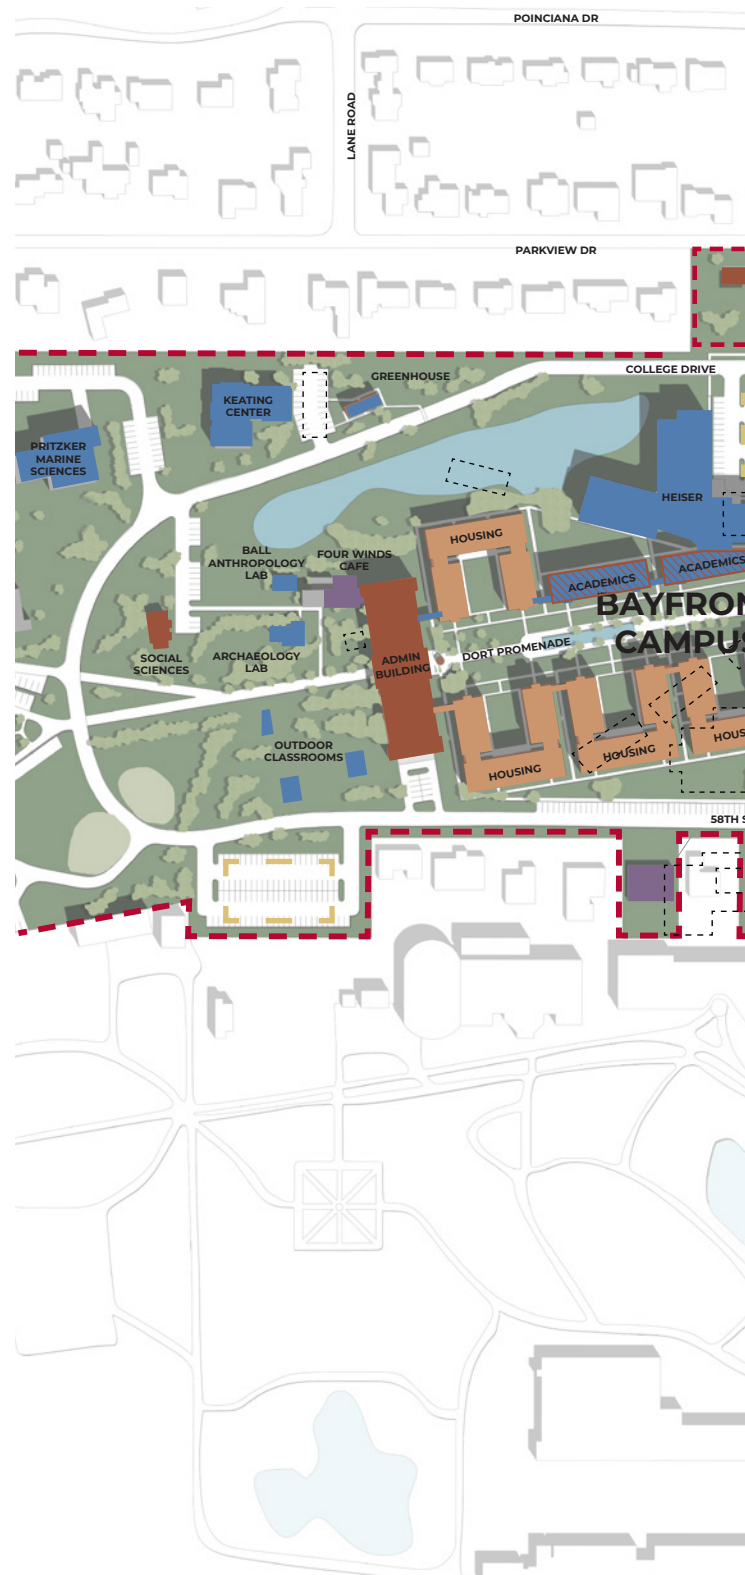 POINCIANA DR
LANE ROAD
PARKVIEW DR
COLLEGE DRIVE
GREENHOUSE
KEATING
CENTER
PRITZKER
MARINE
SCIENCES
HEISER
HOUSING
BALL
ANTHROPOLOGY
LAB
FOUR WINDS
CAFE
ACADEMICS
ACADEMICS
BAYFRON
CAMPUS
DORT PROMENADE
SOCIAL
SCIENCES
ARCHAEOLOGY
LAB
ADMIN
BUILDING
OUTDOOR
CLASSROOMS
HOUSING
HOUSING
HOUS
58TH S